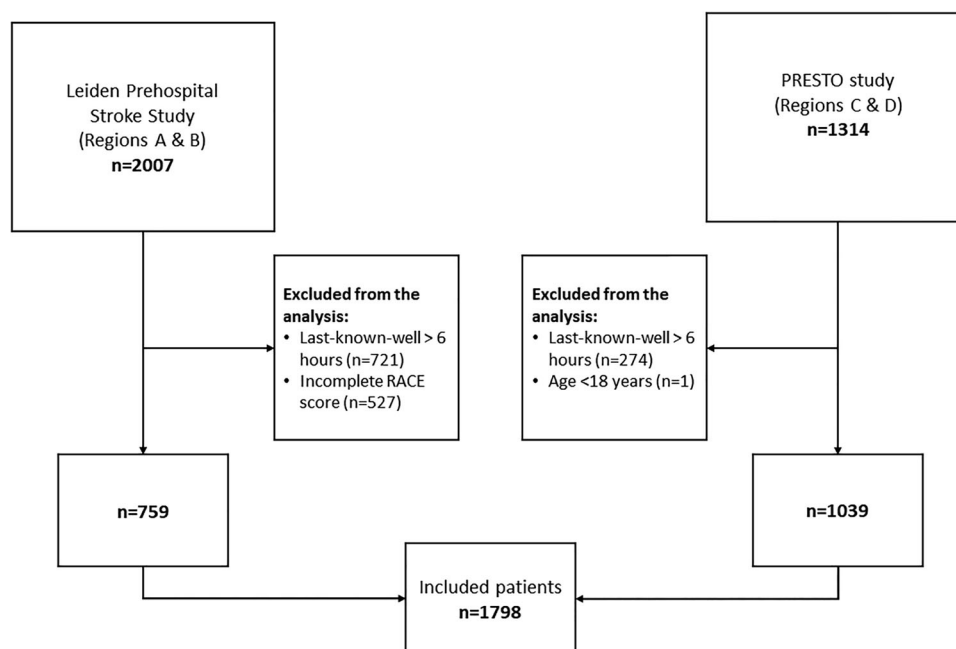 Leiden Prehospital
Stroke Study
(Regions A & B)
n=2007
PRESTO study
(Regions C & D)
n=1314
Excluded from the
analysis:
• Last-known-well > 6
hours (n=721)
• Incomplete RACE
score (n=527)
Excluded from the
analysis:
• Last-known-well > 6
hours (n=274)
• Age <18 years (n=1)
n=759
n=1039
Included patients
n=1798